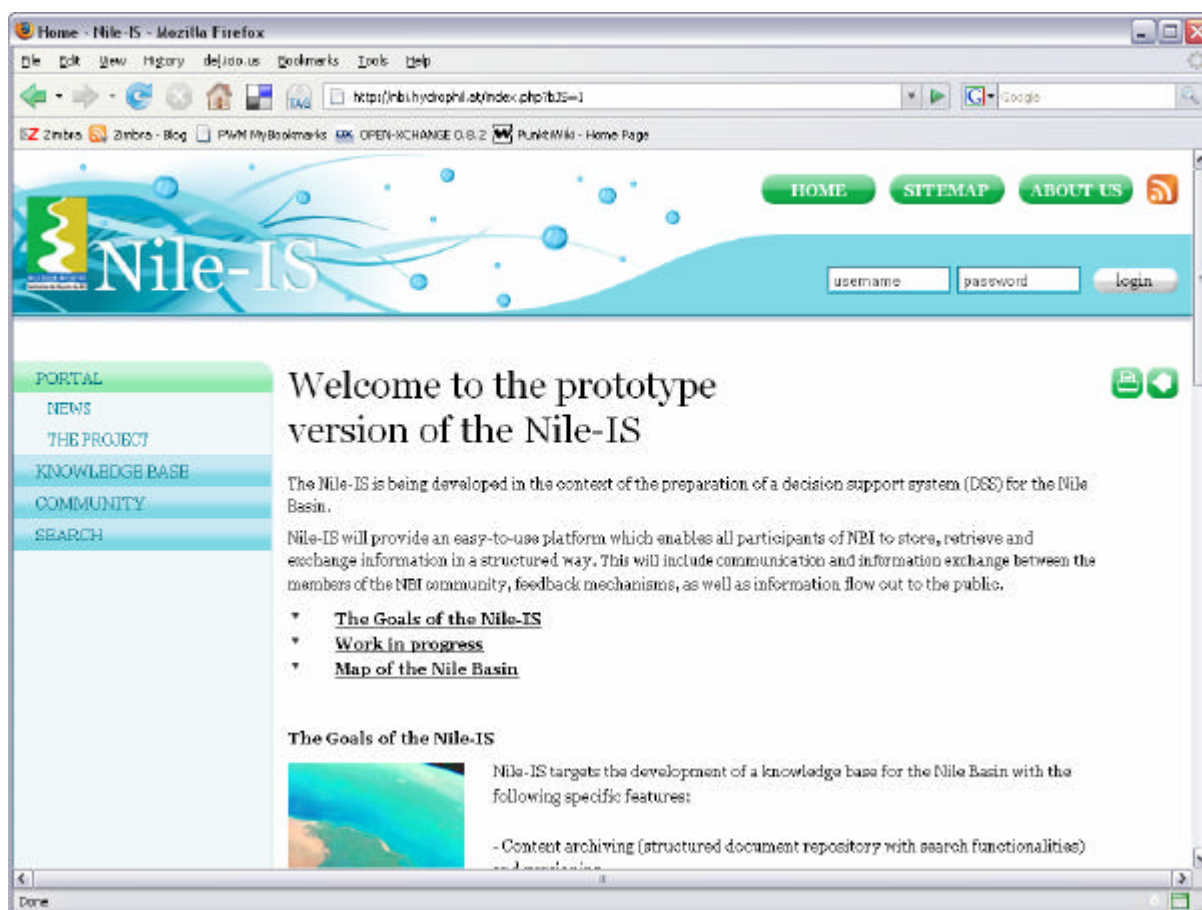 Home - Nile-IS - Mozilla Firefox
File Edit View History del.icio.us Bookmarks Tools Help
TAG http://nbi.hydrophil.at/index.php?b2S=1 Google
Zimbra Zimbra - Blog PWM MyBookmarks OPEN-XCHANGE 0.8.2 PunktWiki - Home Page
HOME SITEMAP ABOUT US
Nile-IS
username password login
PORTAL
NEWS
THE PROJECT
KNOWLEDGE BASE
COMMUNITY
SEARCH
Welcome to the prototype
version of the Nile-IS
The Nile-IS is being developed in the context of the preparation of a decision support system (DSS) for the Nile
Basin.
Nile-IS will provide an easy-to-use platform which enables all participants of NBI to store, retrieve and
exchange information in a structured way. This will include communication and information exchange between the
members of the NBI community, feedback mechanisms, as well as information flow out to the public.
The Goals of the Nile-IS
Work in progress
Map of the Nile Basin
The Goals of the Nile-IS
Nile-IS targets the development of a knowledge base for the Nile Basin with the
following specific features:
- Content archiving (structured document repository with search functionalities)
Done